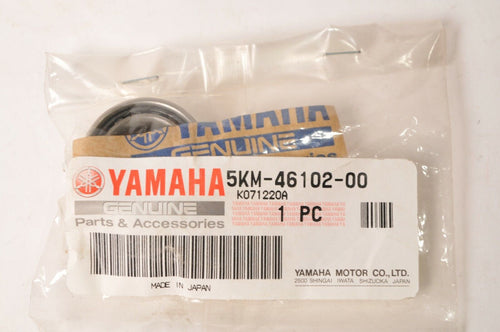 YAMAHA
GENUINE
YAMAHA 5KM-46102-00
K071220A
GENUINE
Parts & Accessories
1 PC
MADE IN JAPAN
YAMAHA MOTOR CO.,LTD.
2500 SHINGAI IWATA SHIZUOKA JAPAN